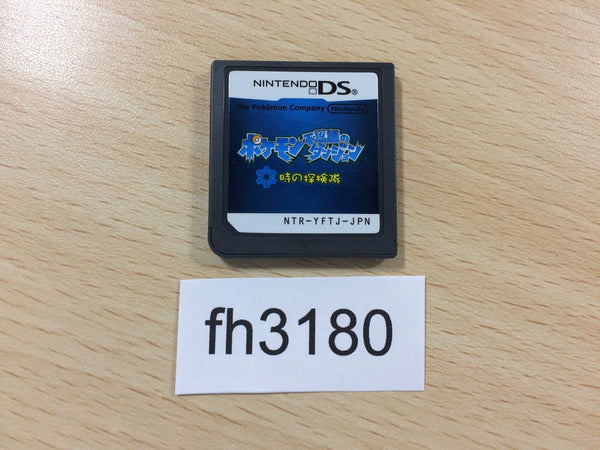 NINTENDO DS®
The Pokémon Company Nintendo
ポケモン不思議のダンジョン
時の探検隊
NTR-YFTJ-JPN
fh3180